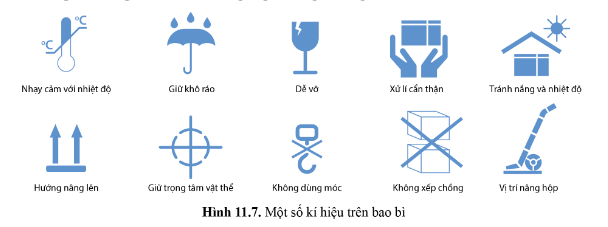 °C
°C
Nhạy cảm với nhiệt độ
Giữ khô ráo
Dễ vỡ
Xử lí cẩn thận
Tránh nắng và nhiệt độ
Hướng nâng lên
Giữ trọng tâm vật thể
Không dùng móc
Không xếp chồng
Vị trí nâng hộp
Hình 11.7. Một số kí hiệu trên bao bì